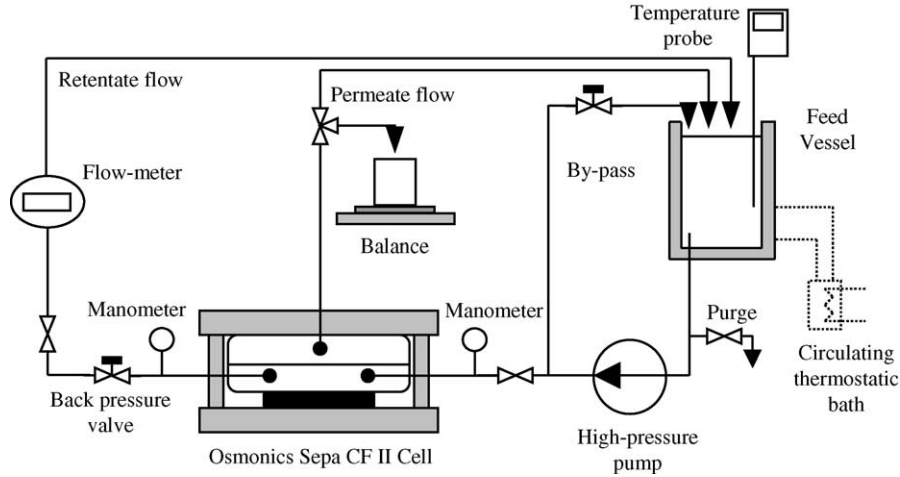 Temperature
probe
Retentate flow
Permeate flow
Feed
Vessel
Flow-meter
By-pass
Balance
Manometer
Manometer
Purge
Circulating
thermostatic
bath
Back pressure
valve
High-pressure
pump
Osmonics Sepa CF II Cell